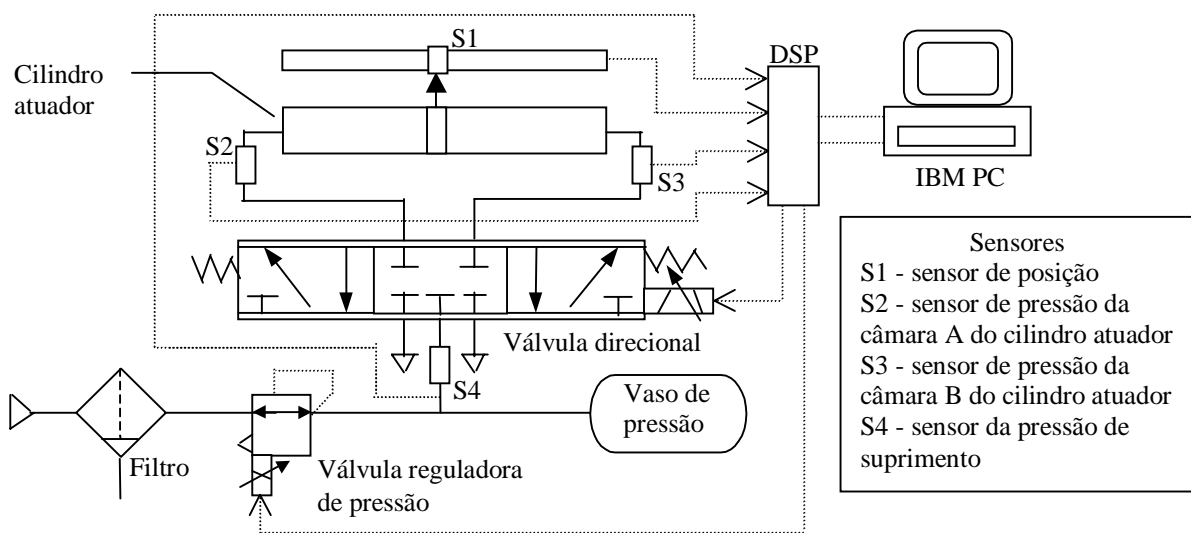 S1
DSP
Cilindro
atuador
S2
S3
IBM PC
Sensores
S1 - sensor de posição
S2 - sensor de pressão da
câmara A do cilindro atuador
S3 - sensor de pressão da
câmara B do cilindro atuador
S4 - sensor da pressão de
suprimento
Válvula direcional
S4
Vaso de
pressão
Filtro
Válvula reguladora
de pressão